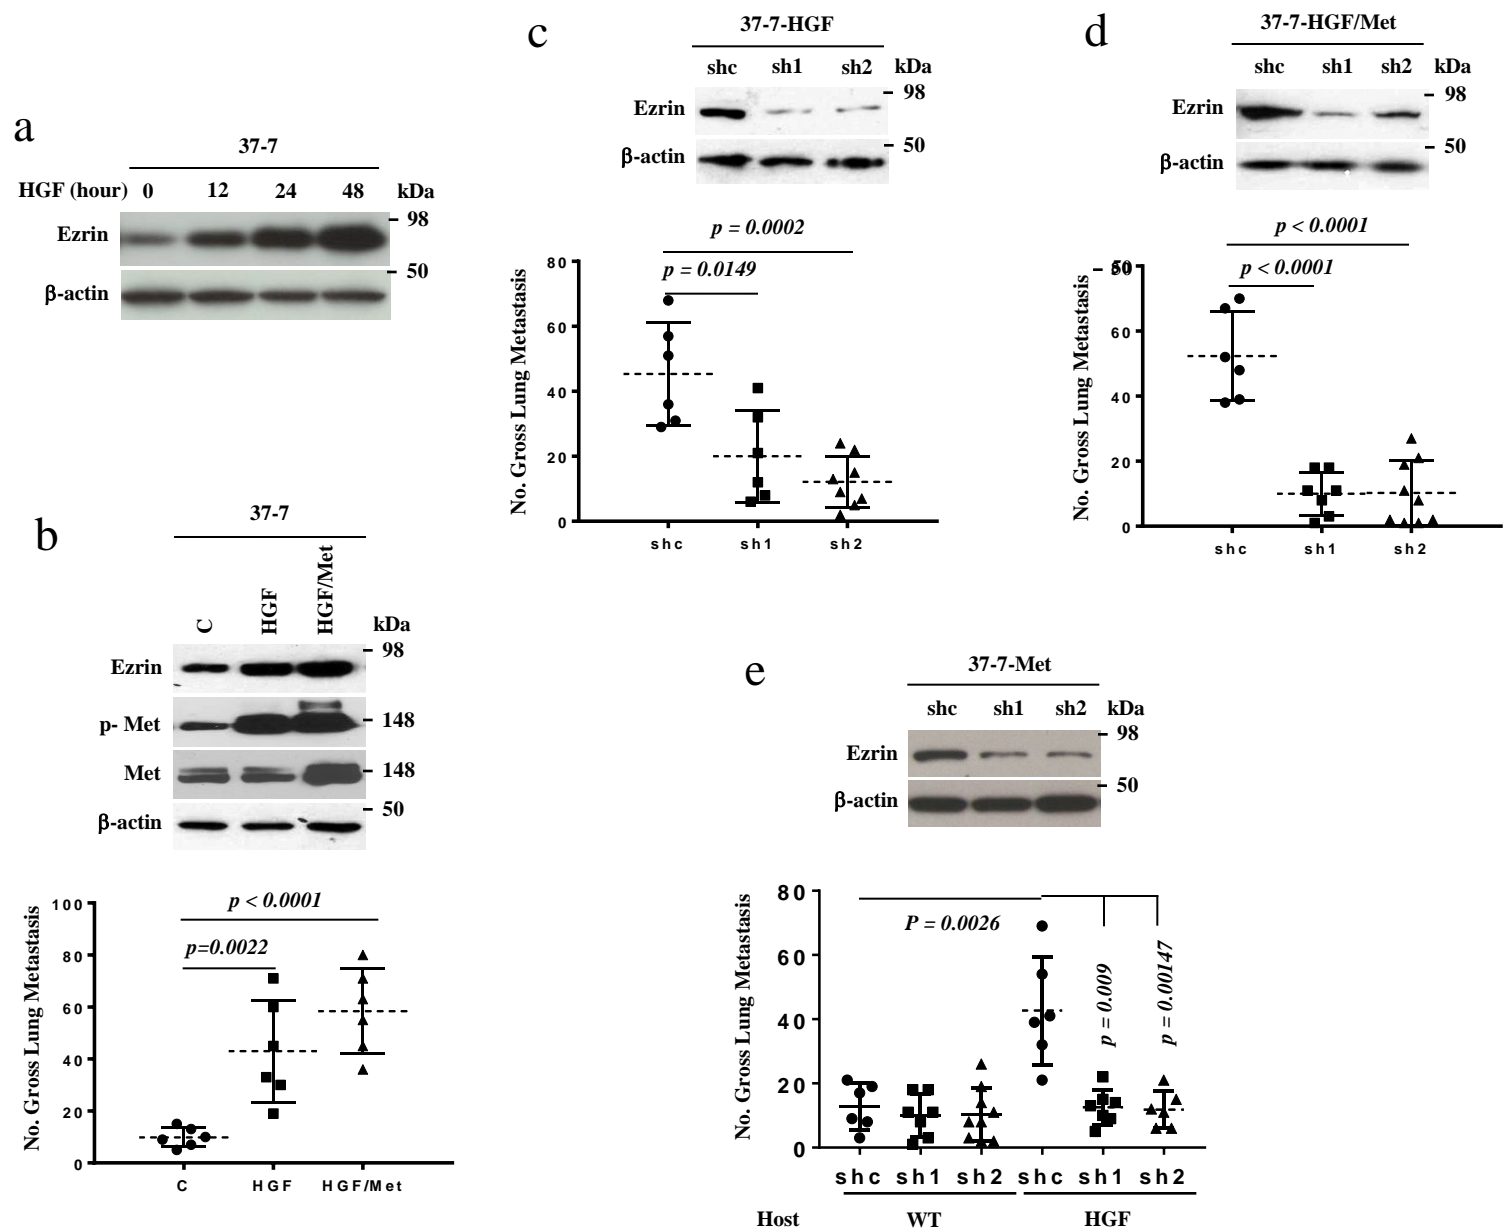 a
37-7
HGF (hour) 0 12 24 48 kDa
Ezrin
98
β-actin
50
b
37-7
C HGF HGF/Met kDa
98
Ezrin
p- Met 148
Met 148
50
β-actin
p < 0.0001
p=0.0022
No. Gross Lung Metastasis
100
80
60
40
20
0
C HGF HGF/Met
c
37-7-HGF
shc sh1 sh2 kDa
98
Ezrin
50
β-actin
p = 0.0002
p = 0.0149
No. Gross Lung Metastasis
80
60
40
20
0
shc sh1 sh2
d
37-7-HGF/Met
shc sh1 sh2 kDa
98
Ezrin
50
β-actin
p < 0.0001
p < 0.0001
No. Gross Lung Metastasis
60
40
20
0
shc sh1 sh2
e
37-7-Met
shc sh1 sh2 kDa
98
Ezrin
50
β-actin
P = 0.0026
p = 0.009
p = 0.00147
No. Gross Lung Metastasis
80
60
40
20
0
shc sh1 sh2 shc sh1 sh2
Host WT HGF